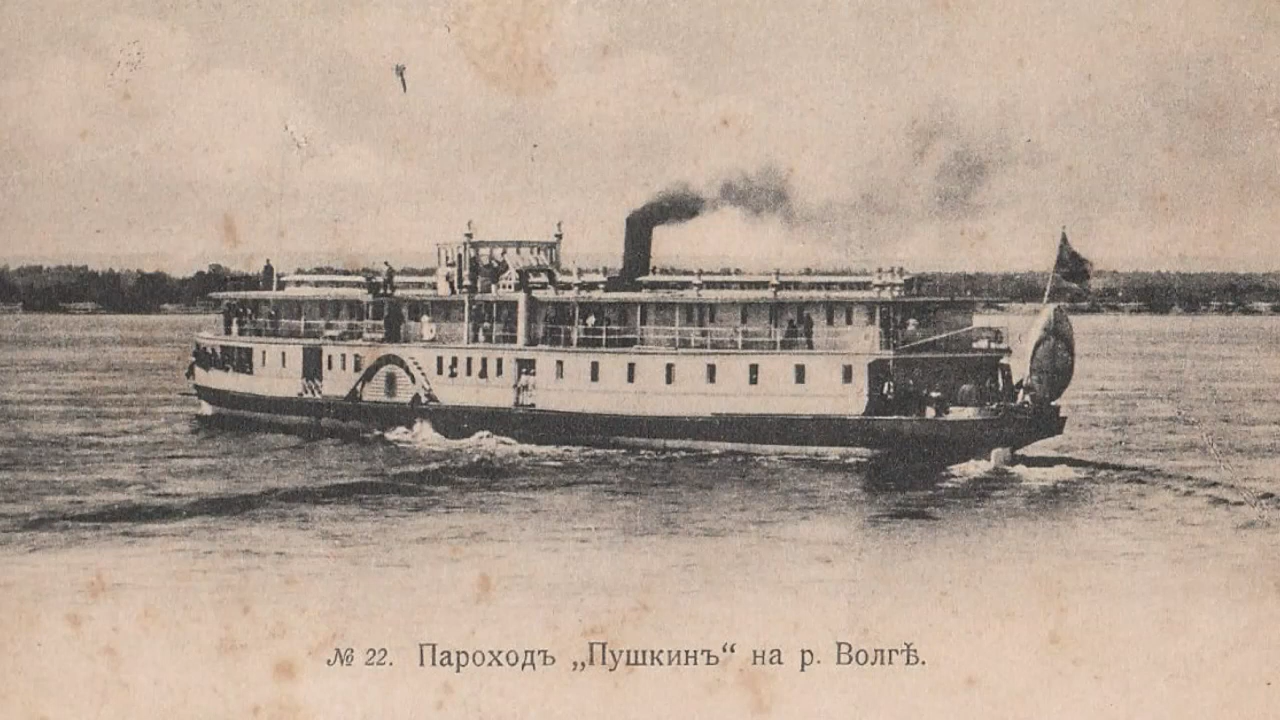 № 22. Пароходъ „Пушкинъ“ на р. Волгѣ.